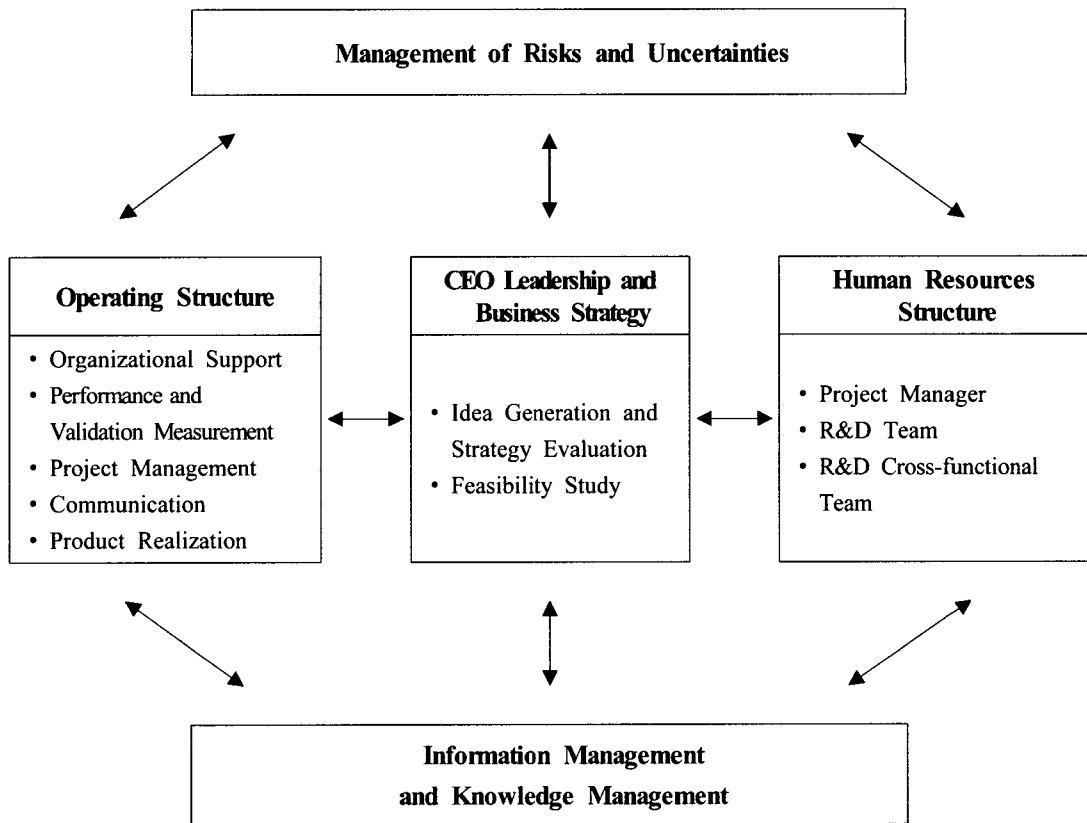 Management of Risks and Uncertainties
Operating Structure
• Organizational Support
• Performance and
Validation Measurement
• Project Management
• Communication
• Product Realization
CEO Leadership and
Business Strategy
• Idea Generation and
Strategy Evaluation
• Feasibility Study
Human Resources
Structure
• Project Manager
• R&D Team
• R&D Cross-functional
Team
Information Management
and Knowledge Management